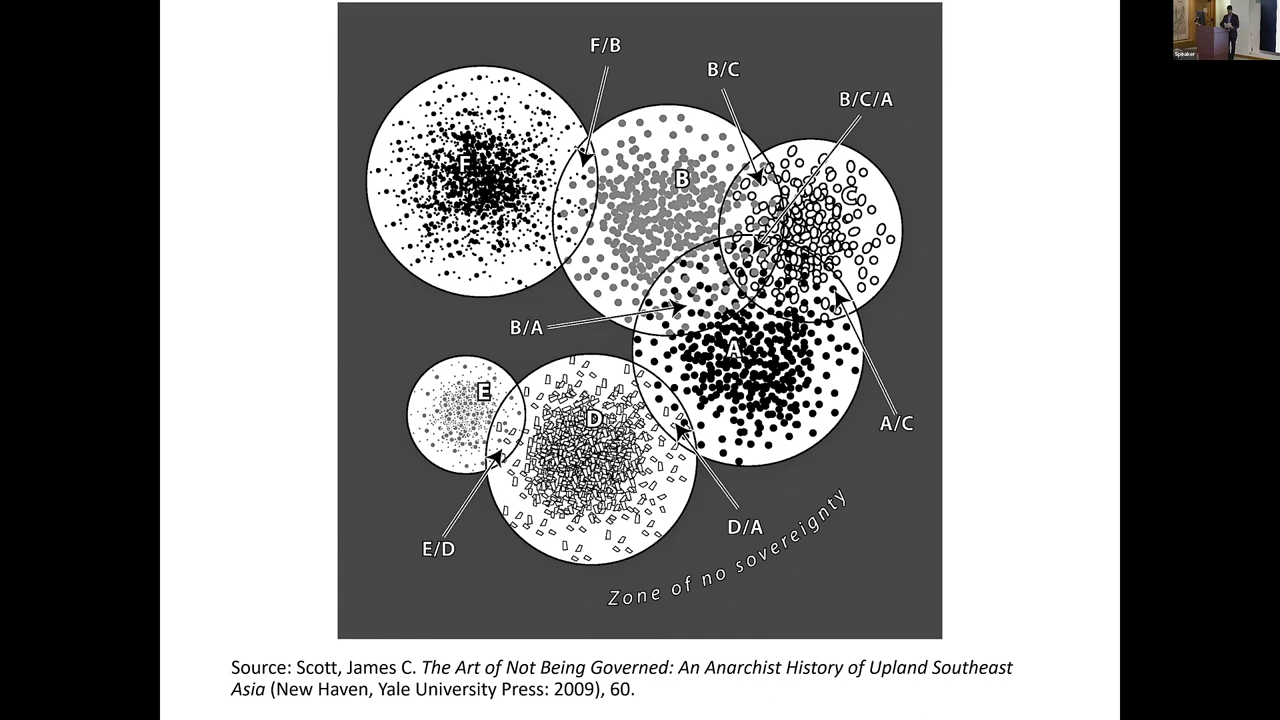 F/B
B/C
B/C/A
F
B
C
B/A
A
E
D
A/C
E/D
D/A
Zone of no sovereignty
Source: Scott, James C. The Art of Not Being Governed: An Anarchist History of Upland Southeast
Asia (New Haven, Yale University Press: 2009), 60.
Speaker